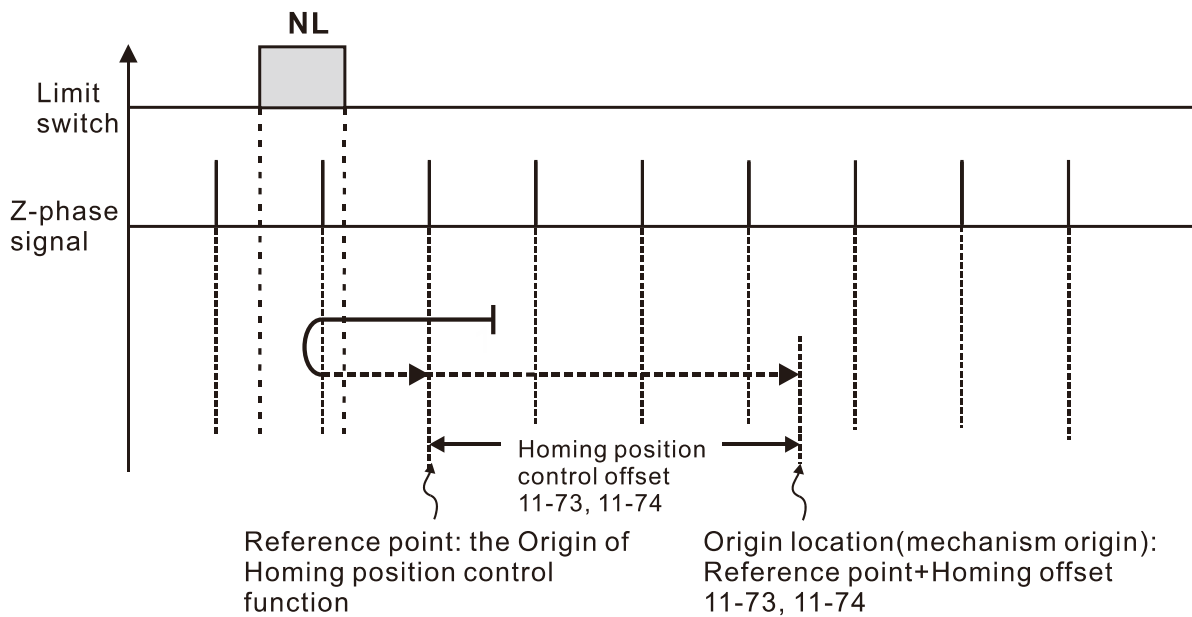 NL
Limit
switch
Z-phase
signal
Homing position
control offset
11-73, 11-74
Reference point: the Origin of
Homing position control
function
Origin location(mechanism origin):
Reference point+Homing offset
11-73, 11-74